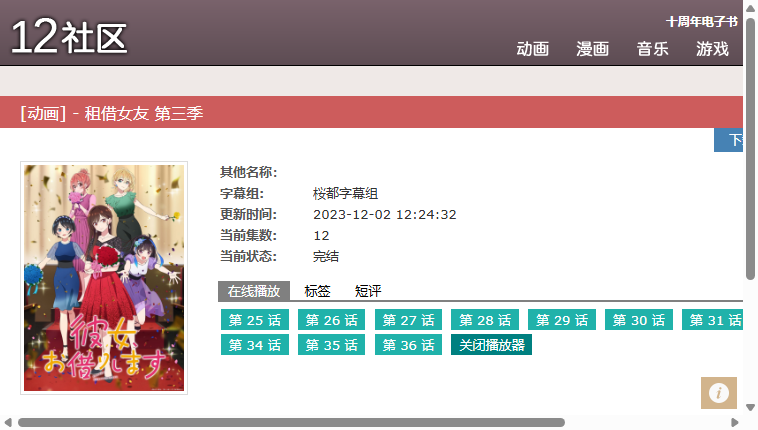 12社区
十周年电子书
动画 漫画 音乐 游戏
[动画] - 租借女友 第三季
其他名称:
字幕组: 桜都字幕组
更新时间: 2023-12-02 12:24:32
当前集数: 12
当前状态: 完结
在线播放 标签 短评
第 25 话 第 26 话 第 27 话 第 28 话 第 29 话 第 30 话 第 31 话
第 34 话 第 35 话 第 36 话 关闭播放器
彼女
お借りします
i